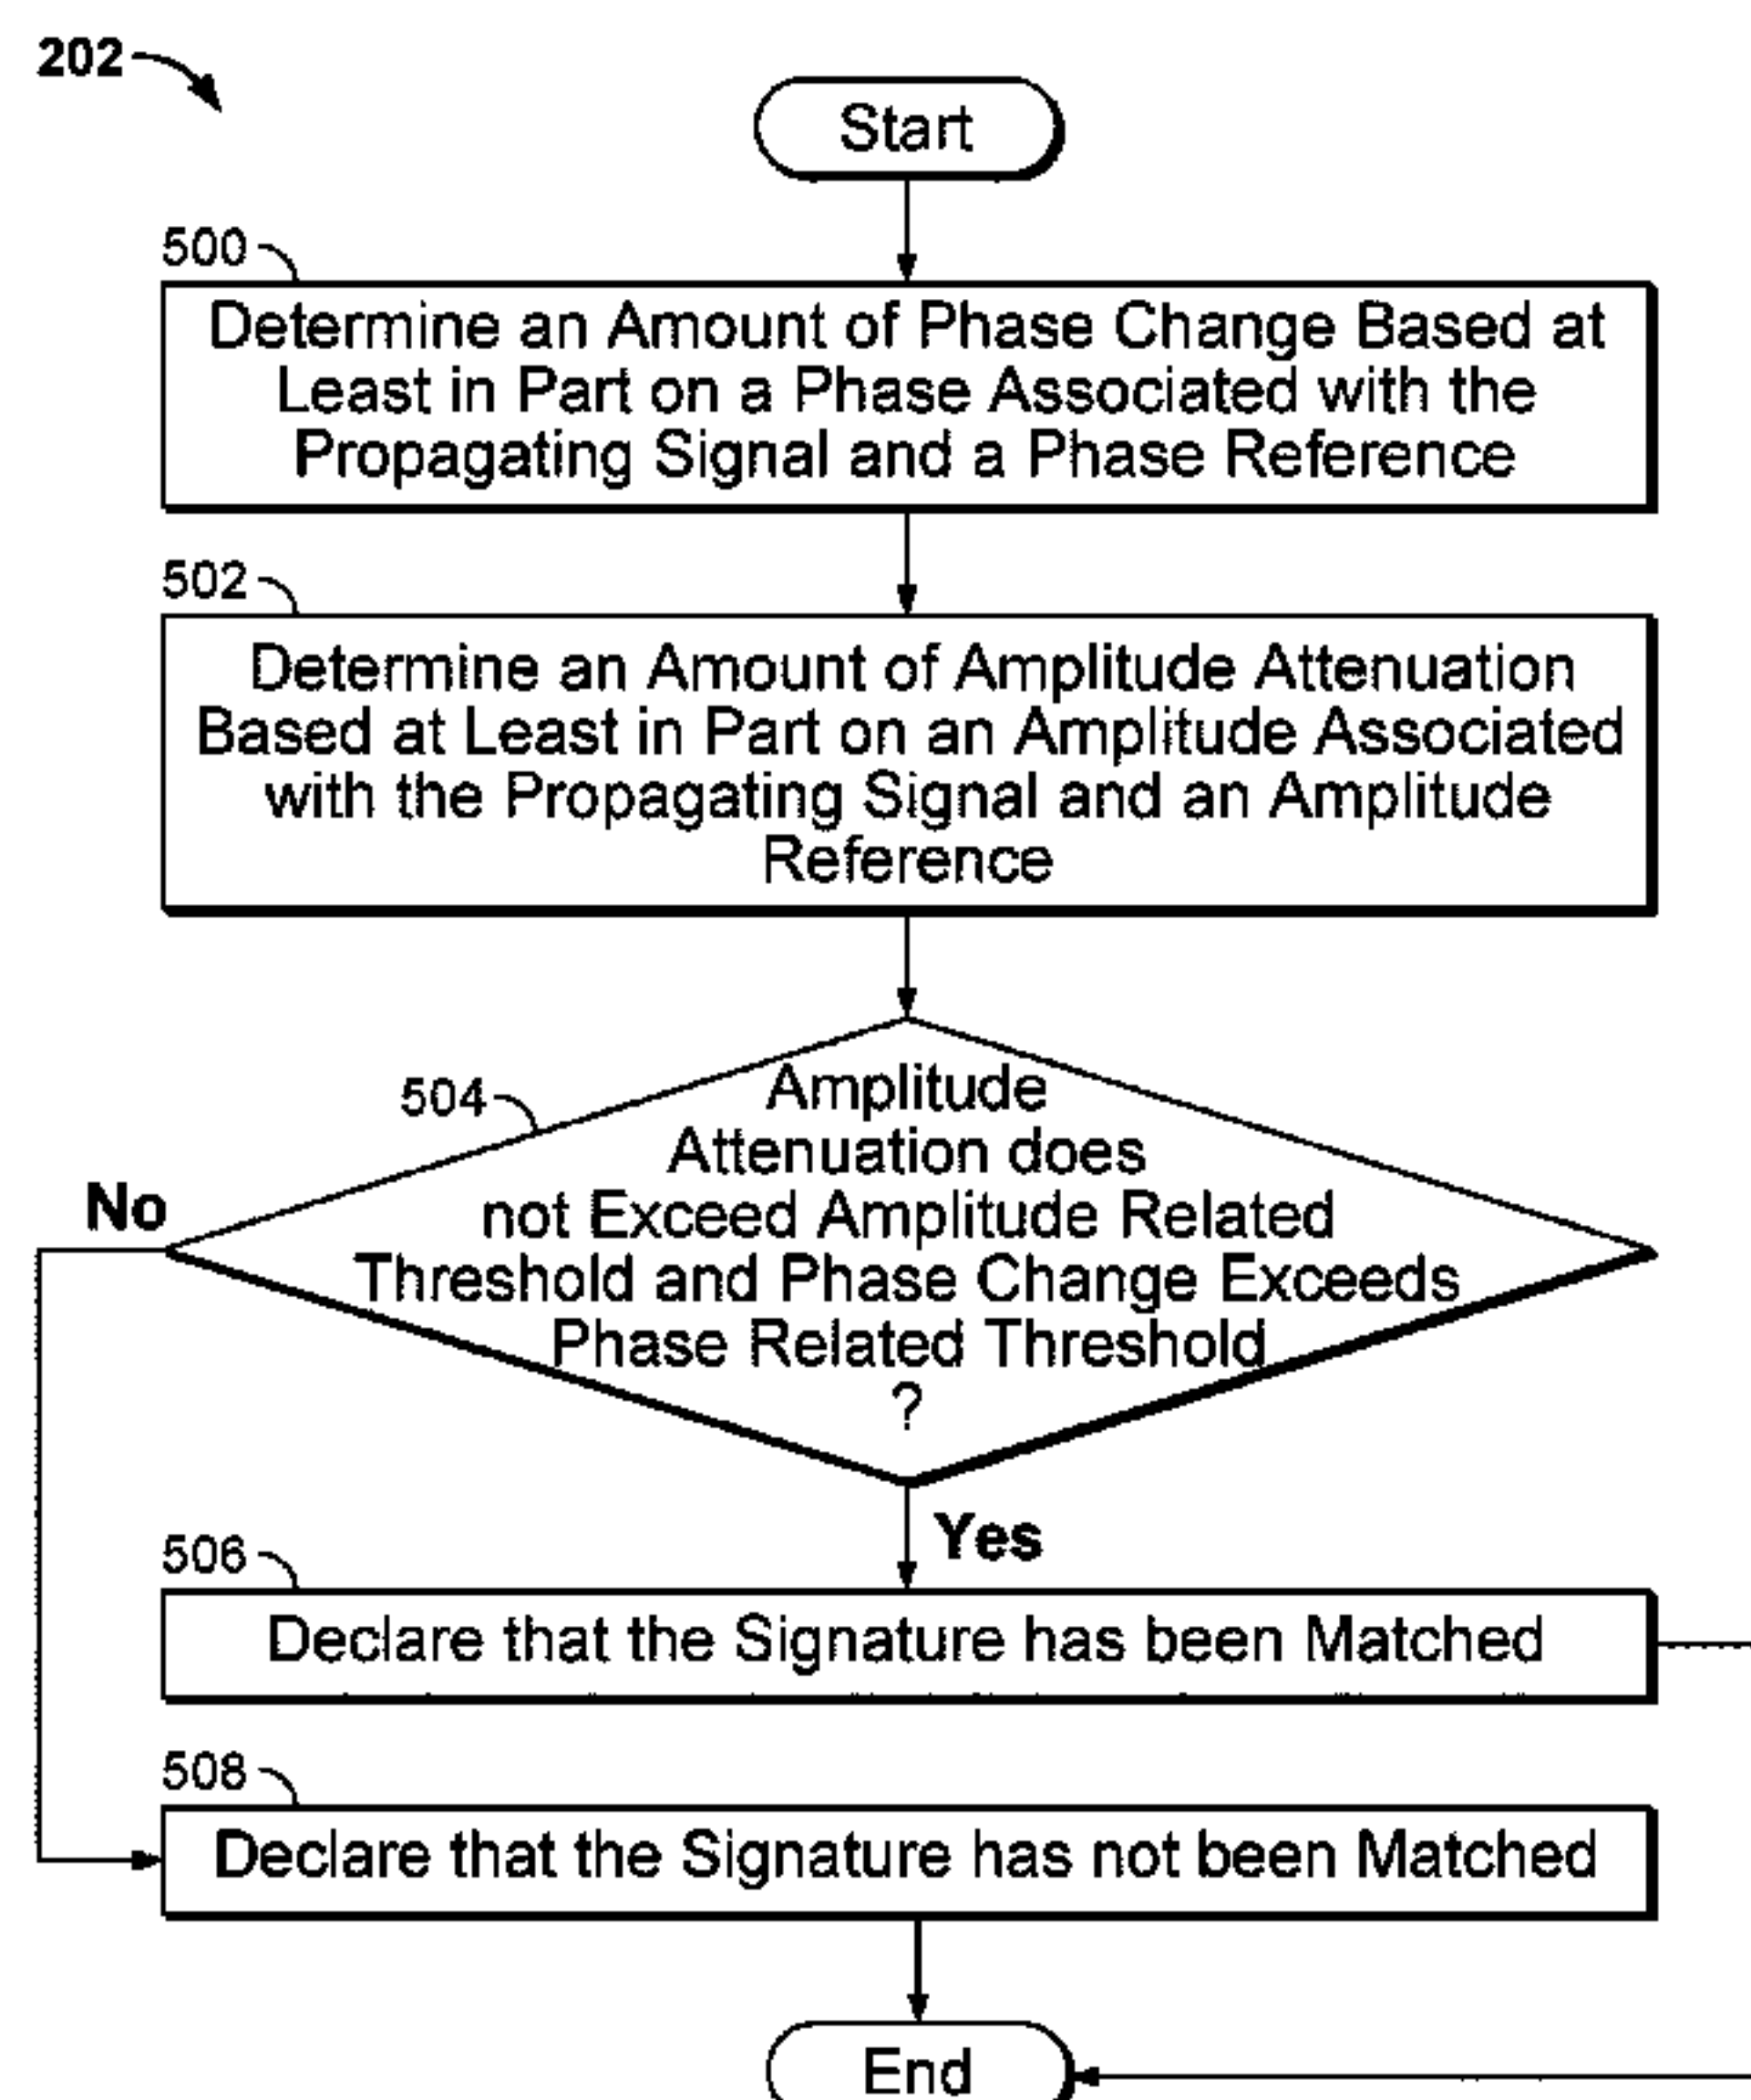 202
Start
500
Determine an Amount of Phase Change Based at
Least in Part on a Phase Associated with the
Propagating Signal and a Phase Reference
502
Determine an Amount of Amplitude Attenuation
Based at Least in Part on an Amplitude Associated
with the Propagating Signal and an Amplitude
Reference
504
Amplitude
Attenuation does
not Exceed Amplitude Related
Threshold and Phase Change Exceeds
Phase Related Threshold
?
No
Yes
506
Declare that the Signature has been Matched
508
Declare that the Signature has not been Matched
End